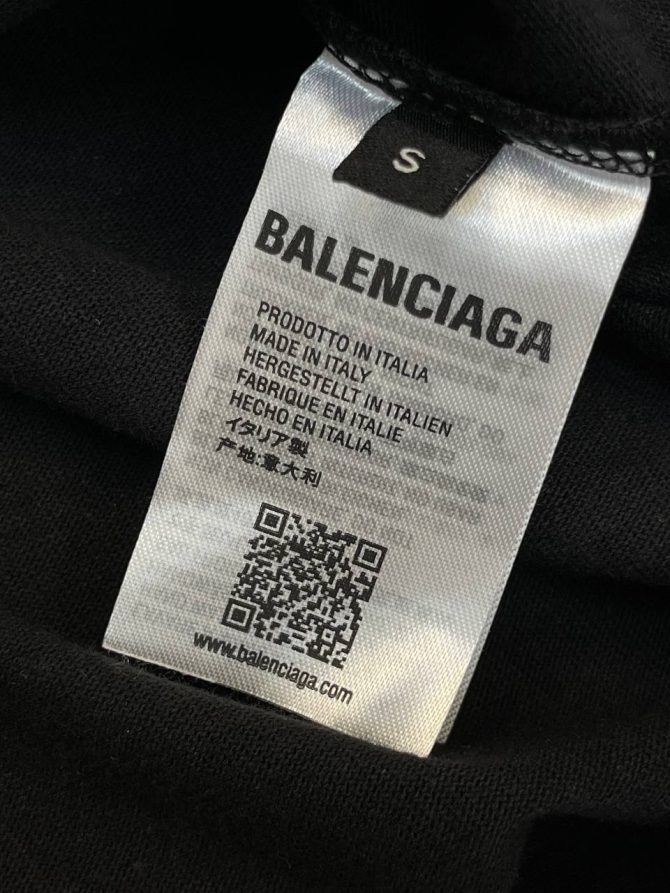 S
BALENCIAGA
PRODOTTO IN ITALIA
MADE IN ITALY
HERGESTELLT IN ITALIEN
FABRIQUE EN ITALIE
HECHO EN ITALIA
イタリア製
产地:意大利
www.balenciaga.com